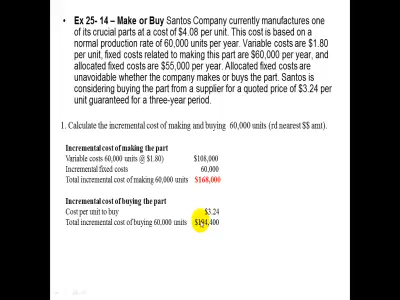 • Ex 25- 14 – Make or Buy Santos Company currently manufactures one
of its crucial parts at a cost of $4.08 per unit. This cost is based on a
normal production rate of 60,000 units per year. Variable costs are $1.80
per unit, fixed costs related to making this part are $60,000 per year, and
allocated fixed costs are $55,000 per year. Allocated fixed costs are
unavoidable whether the company makes or buys the part. Santos is
considering buying the part from a supplier for a quoted price of $3.24 per
unit guaranteed for a three-year period.
1. Calculate the incremental cost of making and buying 60,000 units (rd nearest $$ amt).
Incremental cost of making the part
Variable costs 60,000 units @ $1.80) $108,000
Incremental fixed costs 60,000
Total incremental cost of making 60,000 units $168,000
Incremental cost of buying the part
Cost per unit to buy $3.24
Total incremental cost of buying 60,000 units $194,400